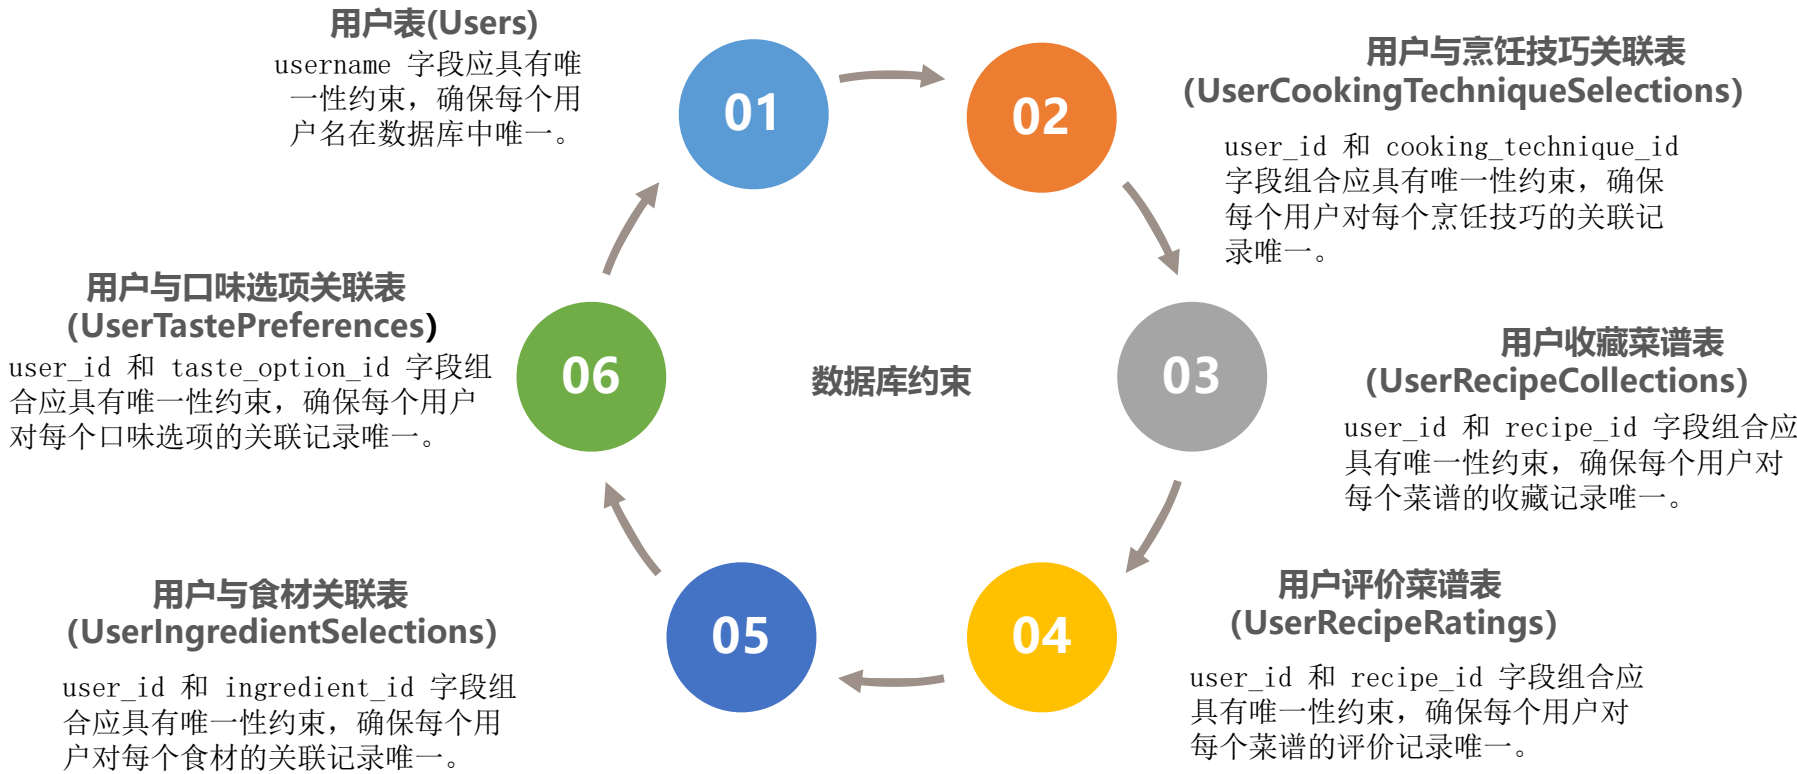 用户表(Users)
username 字段应具有唯
一性约束，确保每个用
户名在数据库中唯一。
01
02
用户与烹饪技巧关联表
(UserCookingTechniqueSelections)
user_id 和 cooking_technique_id
字段组合应具有唯一性约束，确保
每个用户对每个烹饪技巧的关联记
录唯一。
03
用户收藏菜谱表
(UserRecipeCollections)
user_id 和 recipe_id 字段组合应
具有唯一性约束，确保每个用户对
每个菜谱的收藏记录唯一。
04
用户评价菜谱表
(UserRecipeRatings)
user_id 和 recipe_id 字段组合应
具有唯一性约束，确保每个用户对
每个菜谱的评价记录唯一。
05
用户与食材关联表
(UserIngredientSelections)
user_id 和 ingredient_id 字段组
合应具有唯一性约束，确保每个用
户对每个食材的关联记录唯一。
06
用户与口味选项关联表
(UserTastePreferences)
user_id 和 taste_option_id 字段组
合应具有唯一性约束，确保每个用户
对每个口味选项的关联记录唯一。
数据库约束